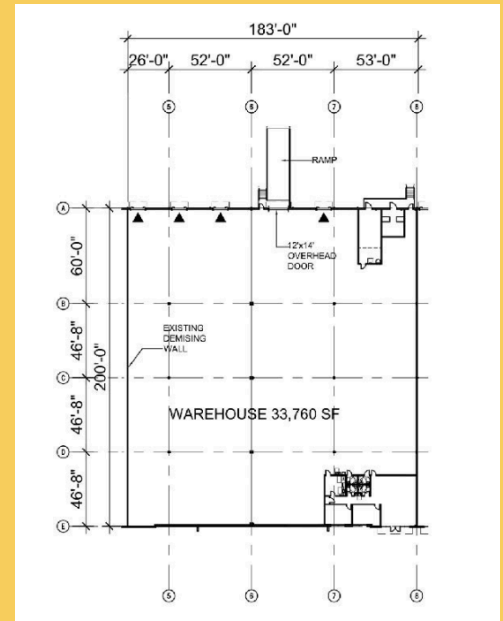 183'-0"
26'-0"
52'-0"
52'-0"
53'-0"
5
6
7
8
RAMP
A
12'x14'
OVERHEAD
DOOR
60'-0"
B
EXISTING
DEMISING
WALL
46'-8"
200'-0"
C
46'-8"
WAREHOUSE 33,760 SF
D
46'-8"
E
5
6
7
8